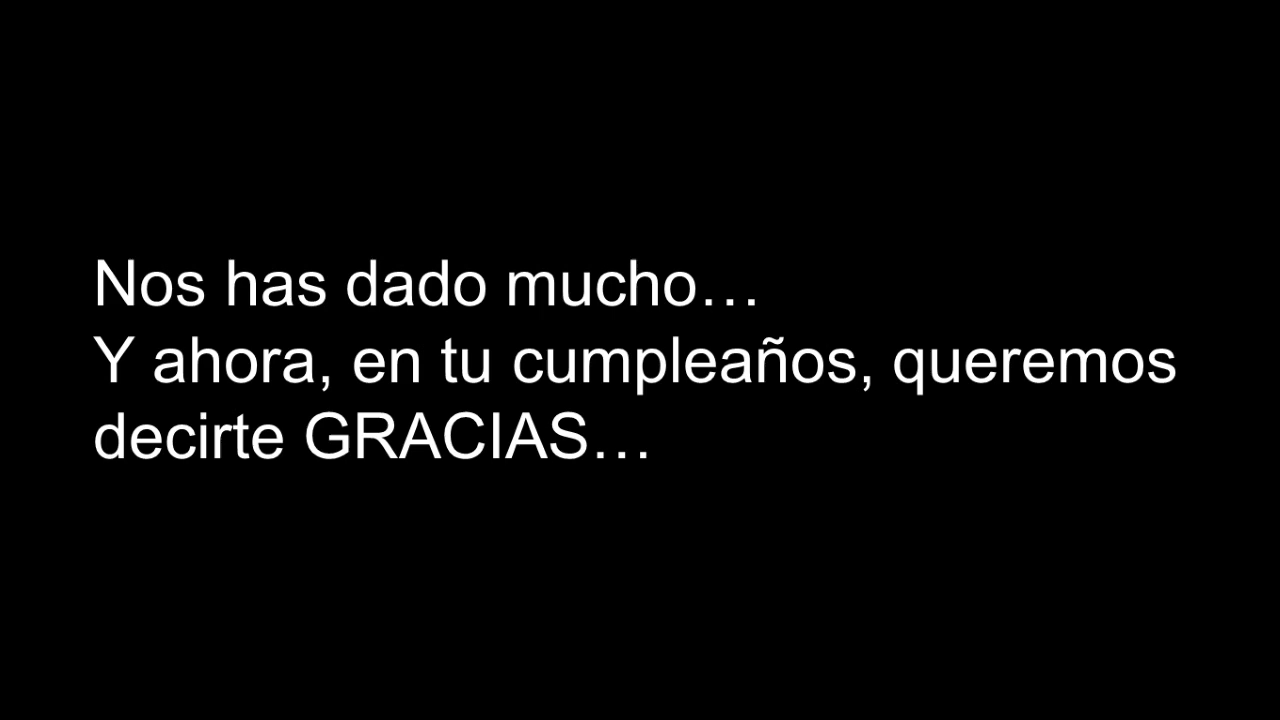 Nos has dado mucho…
Y ahora, en tu cumpleaños, queremos
decirte GRACIAS…